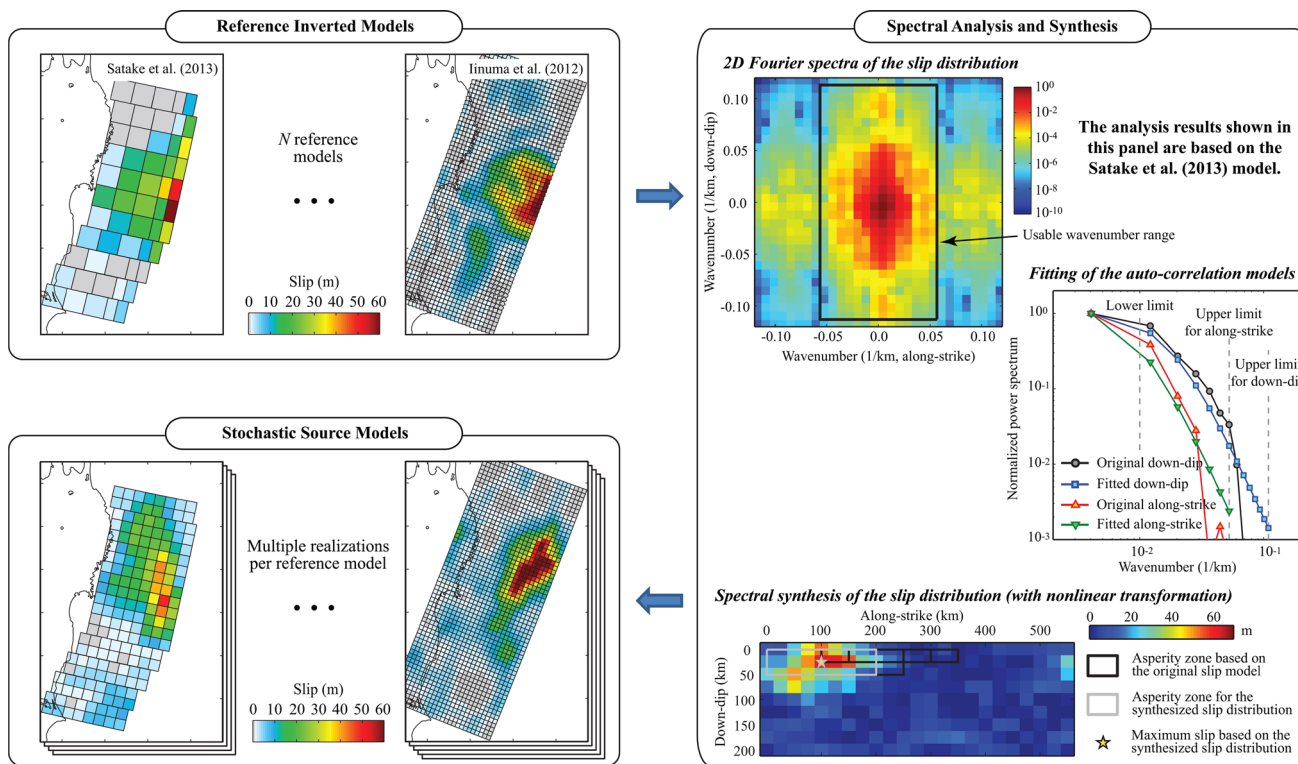 Reference Inverted Models
Satake et al. (2013)
Iinuma et al. (2012)
N reference
models
• • •
Slip (m)
0 10 20 30 40 50 60
Spectral Analysis and Synthesis
2D Fourier spectra of the slip distribution
Wavenumber (1/km, down-dip)
0.10
0.05
0.0
-0.05
-0.10
-0.10 -0.05 0.0 0.05 0.10
Wavenumber (1/km, along-strike)
10^0
10^-2
10^-4
10^-6
10^-8
10^-10
The analysis results shown in
this panel are based on the
Satake et al. (2013) model.
Usable wavenumber range
Fitting of the auto-correlation models
Normalized power spectrum
10^0
10^-1
10^-2
10^-3
Lower limit
Upper limit
for along-strike
Upper limit
for down-di
Original down-dip
Fitted down-dip
Original along-strike
Fitted along-strike
10^-2 10^-1
Wavenumber (1/km)
Spectral synthesis of the slip distribution (with nonlinear transformation)
Along-strike (km)
0 100 200 300 400 500
Down-dip (km)
0
50
100
150
200
0 20 40 60
m
Asperity zone based on
the original slip model
Asperity zone for the
synthesized slip distribution
Maximum slip based on the
synthesized slip distribution
Stochastic Source Models
Multiple realizations
per reference model
• • •
Slip (m)
0 10 20 30 40 50 60